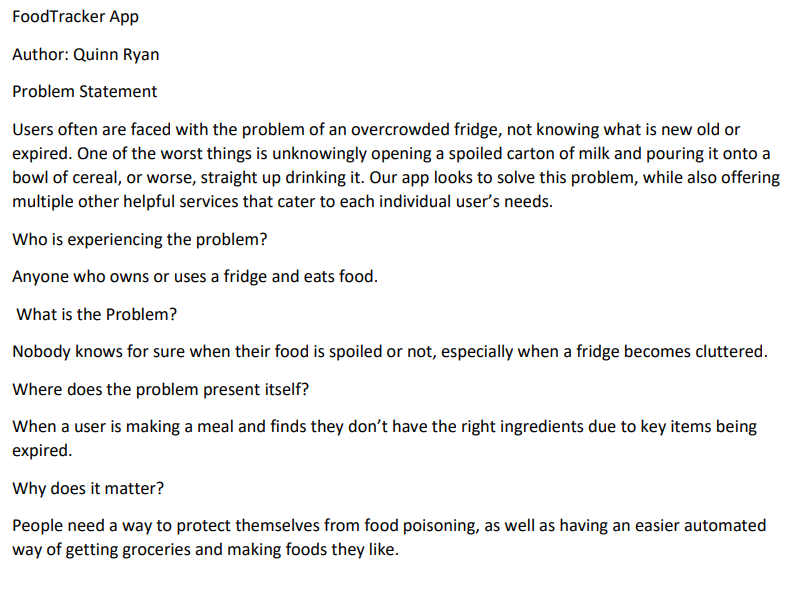 FoodTracker App
Author: Quinn Ryan
Problem Statement
Users often are faced with the problem of an overcrowded fridge, not knowing what is new old or
expired. One of the worst things is unknowingly opening a spoiled carton of milk and pouring it onto a
bowl of cereal, or worse, straight up drinking it. Our app looks to solve this problem, while also offering
multiple other helpful services that cater to each individual user’s needs.
Who is experiencing the problem?
Anyone who owns or uses a fridge and eats food.
What is the Problem?
Nobody knows for sure when their food is spoiled or not, especially when a fridge becomes cluttered.
Where does the problem present itself?
When a user is making a meal and finds they don’t have the right ingredients due to key items being
expired.
Why does it matter?
People need a way to protect themselves from food poisoning, as well as having an easier automated
way of getting groceries and making foods they like.